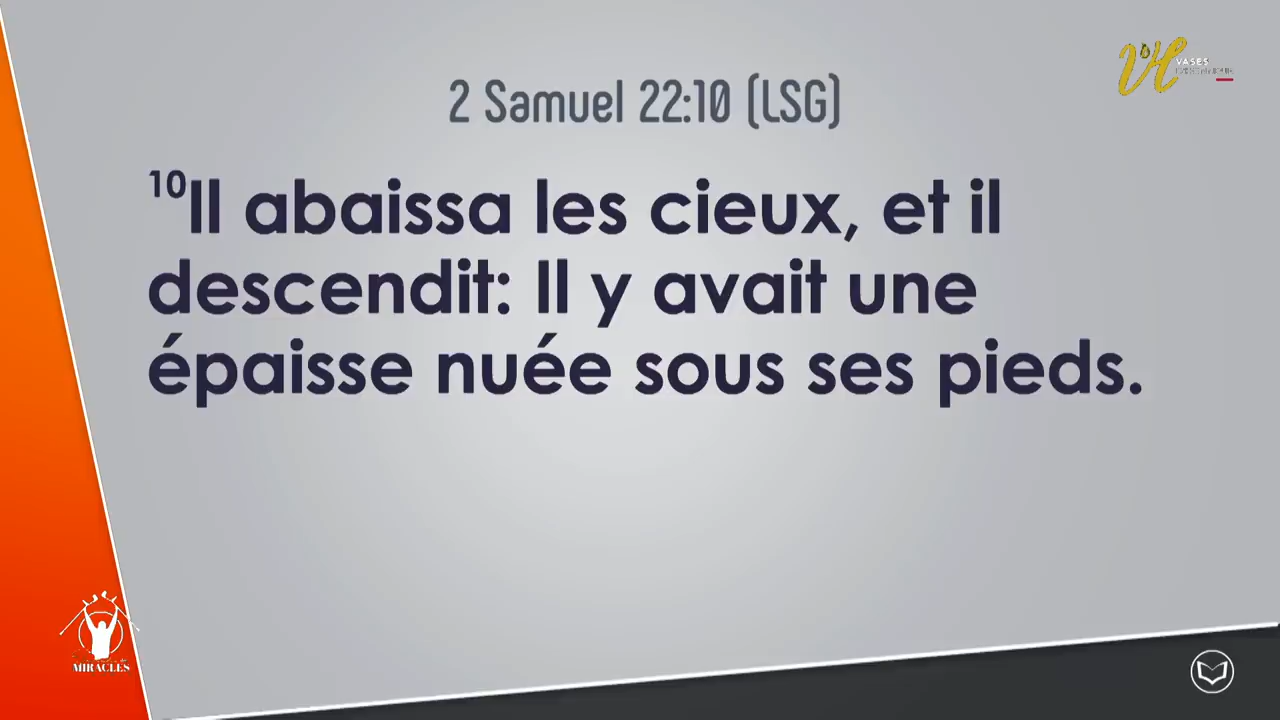 VASES
2 Samuel 22:10 (LSG)
¹⁰Il abaissa les cieux, et il
descendit: Il y avait une
épaisse nuée sous ses pieds.
MIRACLES